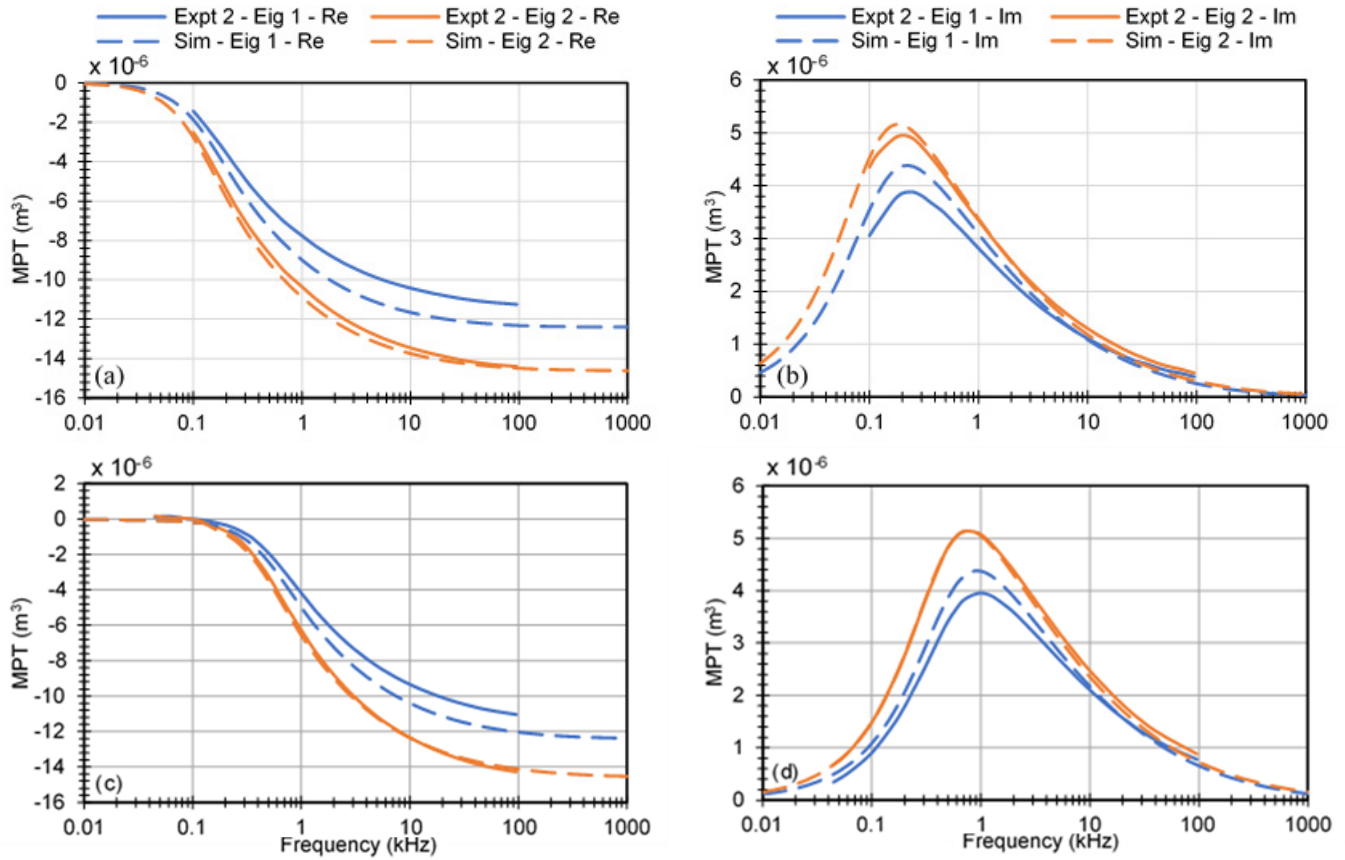 Expt 2 - Eig 1 - Re Expt 2 - Eig 2 - Re
Sim - Eig 1 - Re Sim - Eig 2 - Re
x 10-6
0
-2
-4
-6
-8
-10
-12
-14
-16
MPT (m3)
(a)
0.01 0.1 1 10 100 1000
Expt 2 - Eig 1 - Im Expt 2 - Eig 2 - Im
Sim - Eig 1 - Im Sim - Eig 2 - Im
x 10-6
6
5
4
3
2
1
0
MPT (m3)
(b)
0.01 0.1 1 10 100 1000
x 10-6
2
0
-2
-4
-6
-8
-10
-12
-14
-16
MPT (m3)
(c)
0.01 0.1 1 10 100 1000
Frequency (kHz)
x 10-6
6
5
4
3
2
1
0
MPT (m3)
(d)
0.01 0.1 1 10 100 1000
Frequency (kHz)